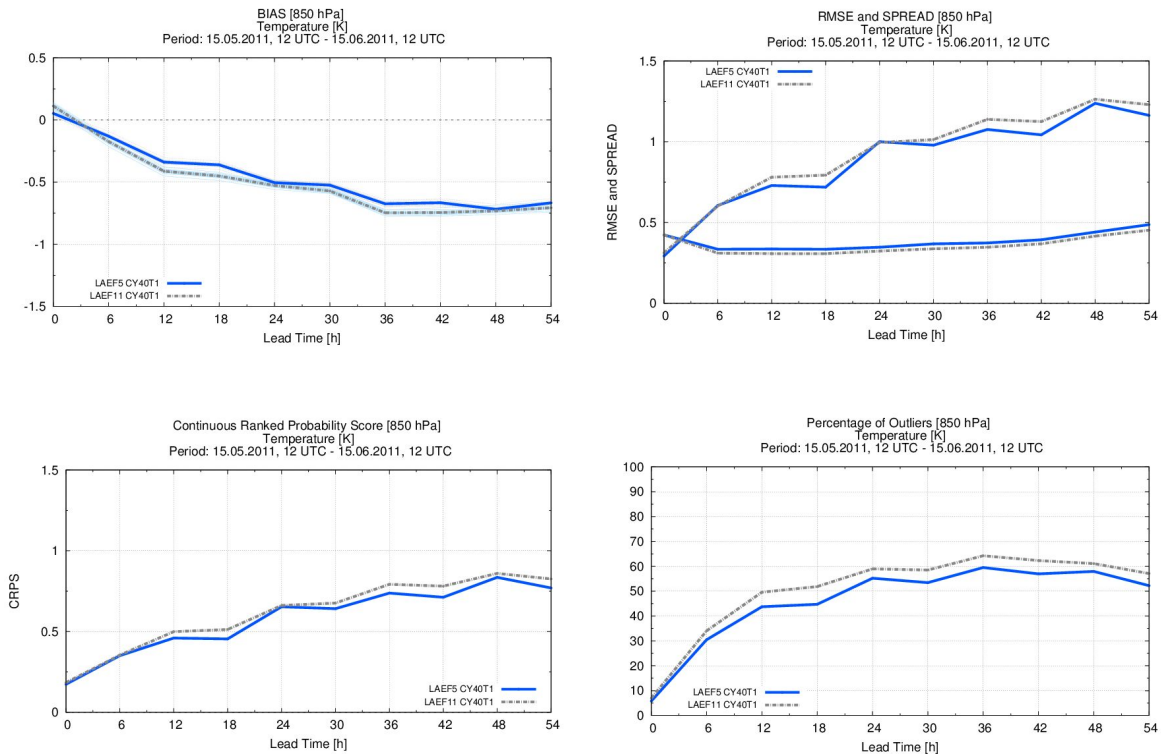 BIAS [850 hPa]
Temperature [K]
Period: 15.05.2011, 12 UTC - 15.06.2011, 12 UTC
0.5
0
-0.5
-1
-1.5
LAEF5 CY40T1
LAEF11 CY40T1
0 6 12 18 24 30 36 42 48 54
Lead Time [h]
RMSE and SPREAD [850 hPa]
Temperature [K]
Period: 15.05.2011, 12 UTC - 15.06.2011, 12 UTC
RMSE and SPREAD
1.5
1
0.5
0
LAEF5 CY40T1
LAEF11 CY40T1
0 6 12 18 24 30 36 42 48 54
Lead Time [h]
Continuous Ranked Probability Score [850 hPa]
Temperature [K]
Period: 15.05.2011, 12 UTC - 15.06.2011, 12 UTC
CRPS
1.5
1
0.5
0
LAEF5 CY40T1
LAEF11 CY40T1
0 6 12 18 24 30 36 42 48 54
Lead Time [h]
Percentage of Outliers [850 hPa]
Temperature [K]
Period: 15.05.2011, 12 UTC - 15.06.2011, 12 UTC
100
90
80
70
60
50
40
30
20
10
0
LAEF5 CY40T1
LAEF11 CY40T1
0 6 12 18 24 30 36 42 48 54
Lead Time [h]